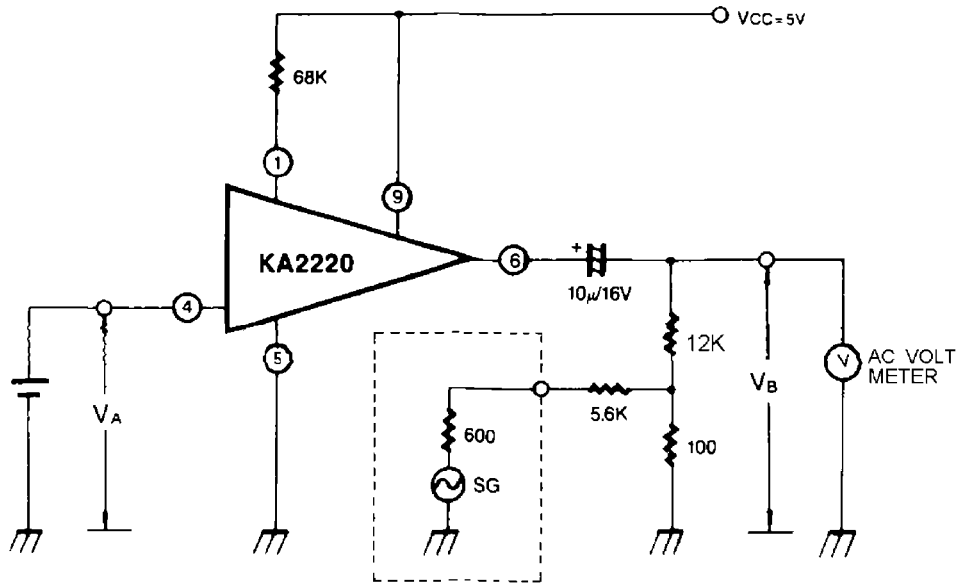 VCC = 5V
68K
1
9
KA2220
6
+
10μ/16V
4
12K
V
AC VOLT
METER
5
VB
VA
5.6K
600
100
SG